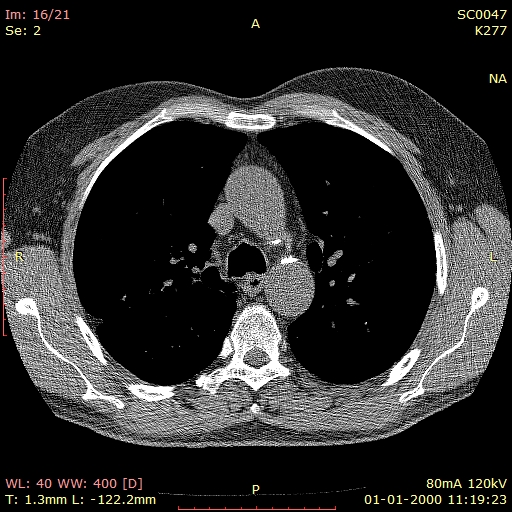 Im: 16/21
Se: 2
A
SC0047
K277
NA
R
L
WL: 40 WW: 400 [D]
T: 1.3mm L: -122.2mm
P
80mA 120kV
01-01-2000 11:19:23